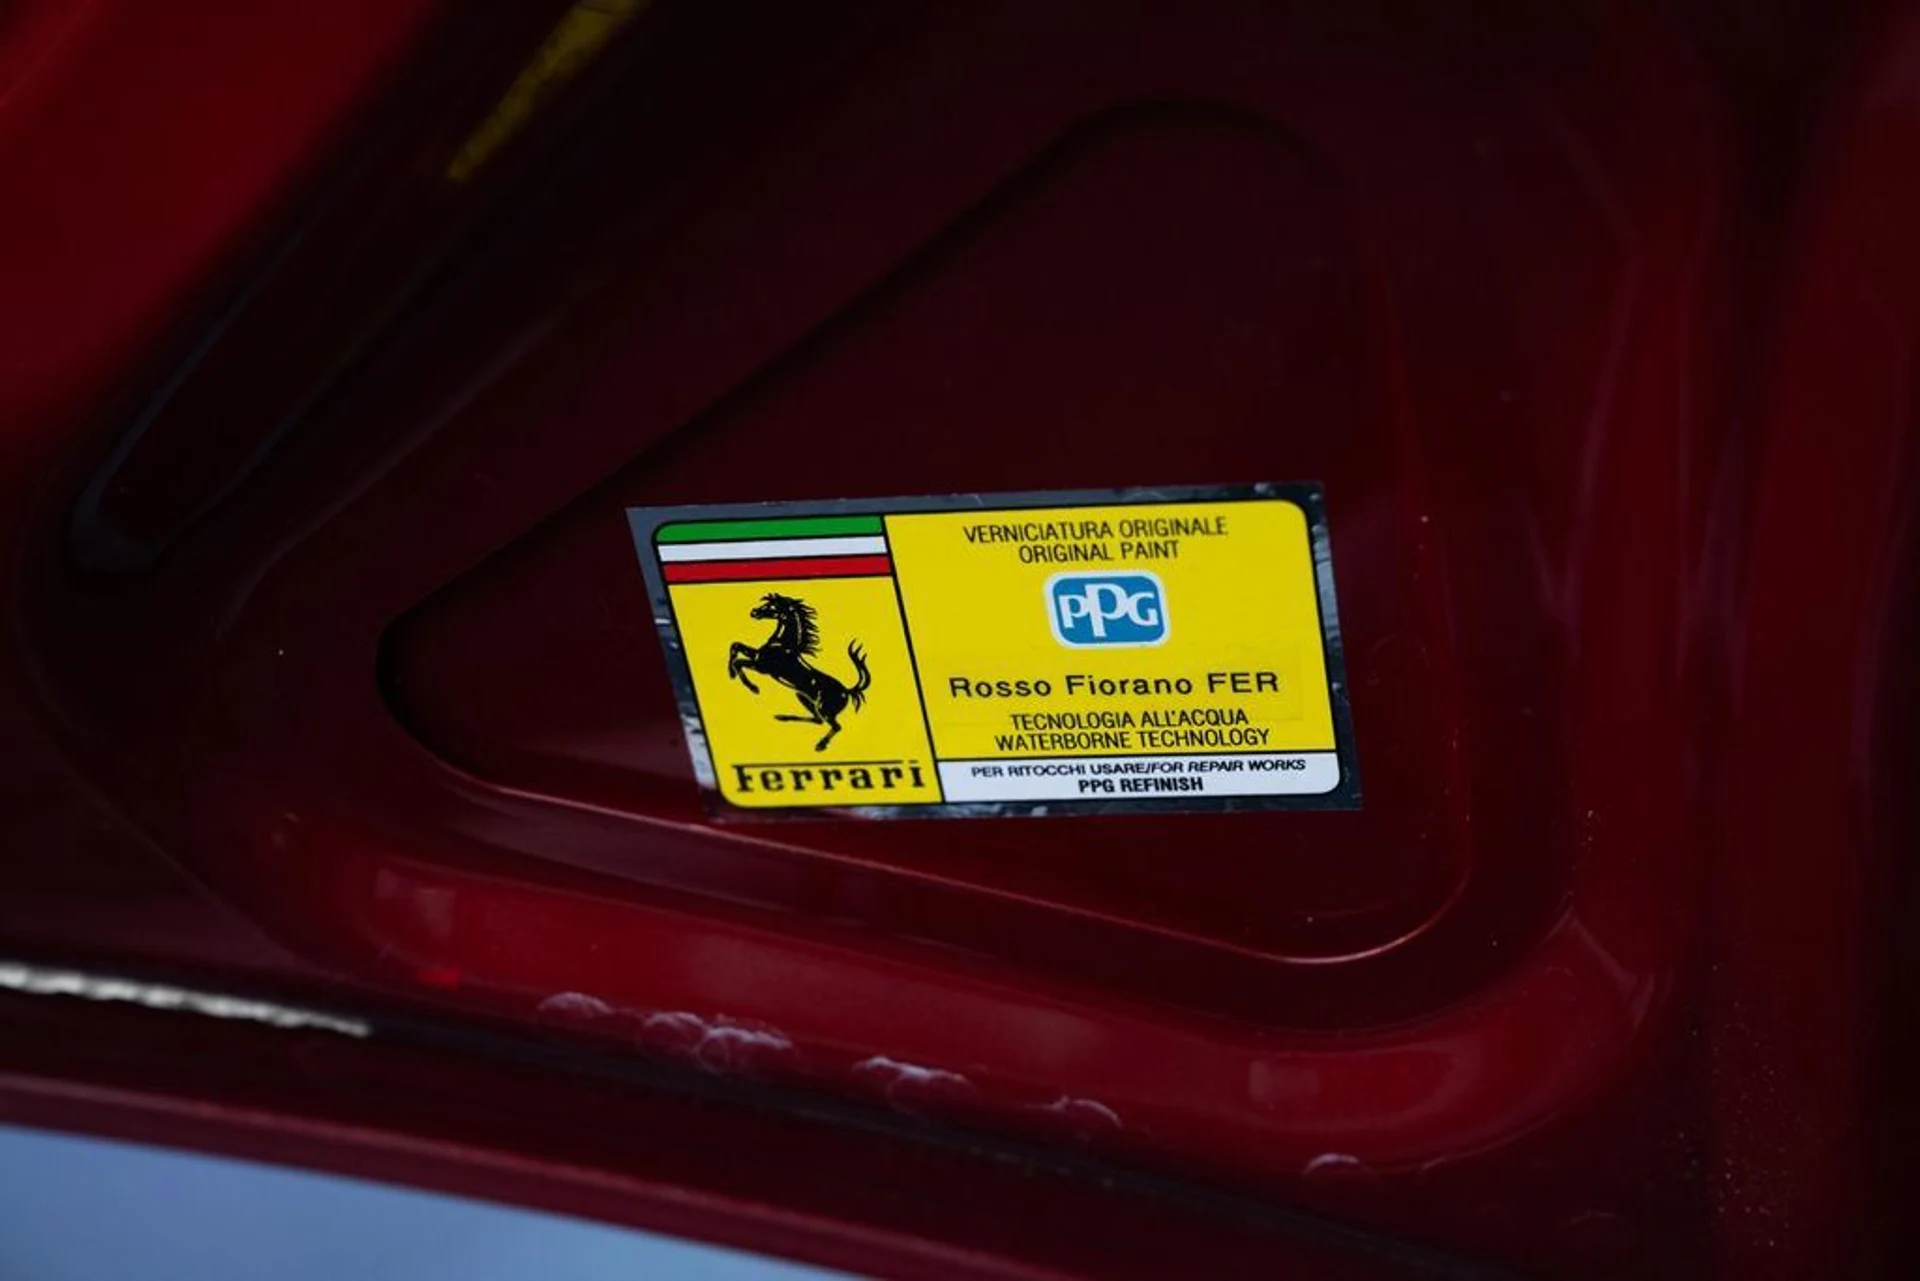 VERNICIATURA ORIGINALE
ORIGINAL PAINT
PPG
Rosso Fiorano FER
TECNOLOGIA ALL'ACQUA
WATERBORNE TECHNOLOGY
Ferrari
PER RITOCCHI USARE/FOR REPAIR WORKS
PPG REFINISH